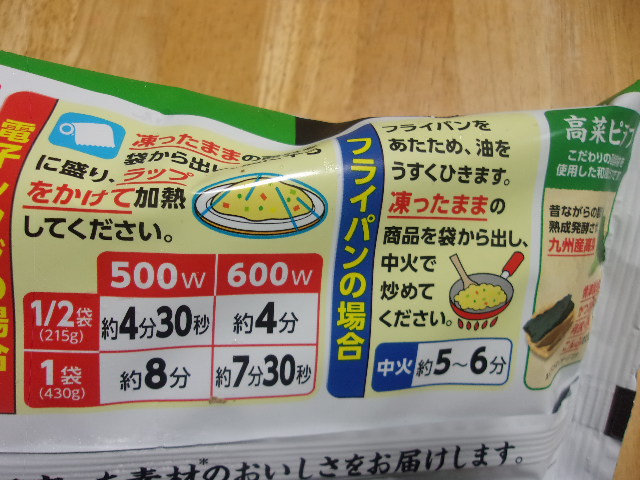 電子レンジの場合
凍ったままの
袋から出し、
に盛り、ラップ
をかけて加熱
してください。
500W 600W
1/2袋
(215g)
約4分30秒 約4分
1袋
(430g)
約8分 約7分30秒
フライパンの場合
フライパンを
あたため、油を
うすくひきます。
凍ったままの
商品を袋から出し、
中火で
炒めて
ください。
中火 約5~6分
高菜ピラフ
こだわりの
使用した和風
昔ながらの
熟成発酵さ
九州産高菜
素材*のおいしさをお届けします。